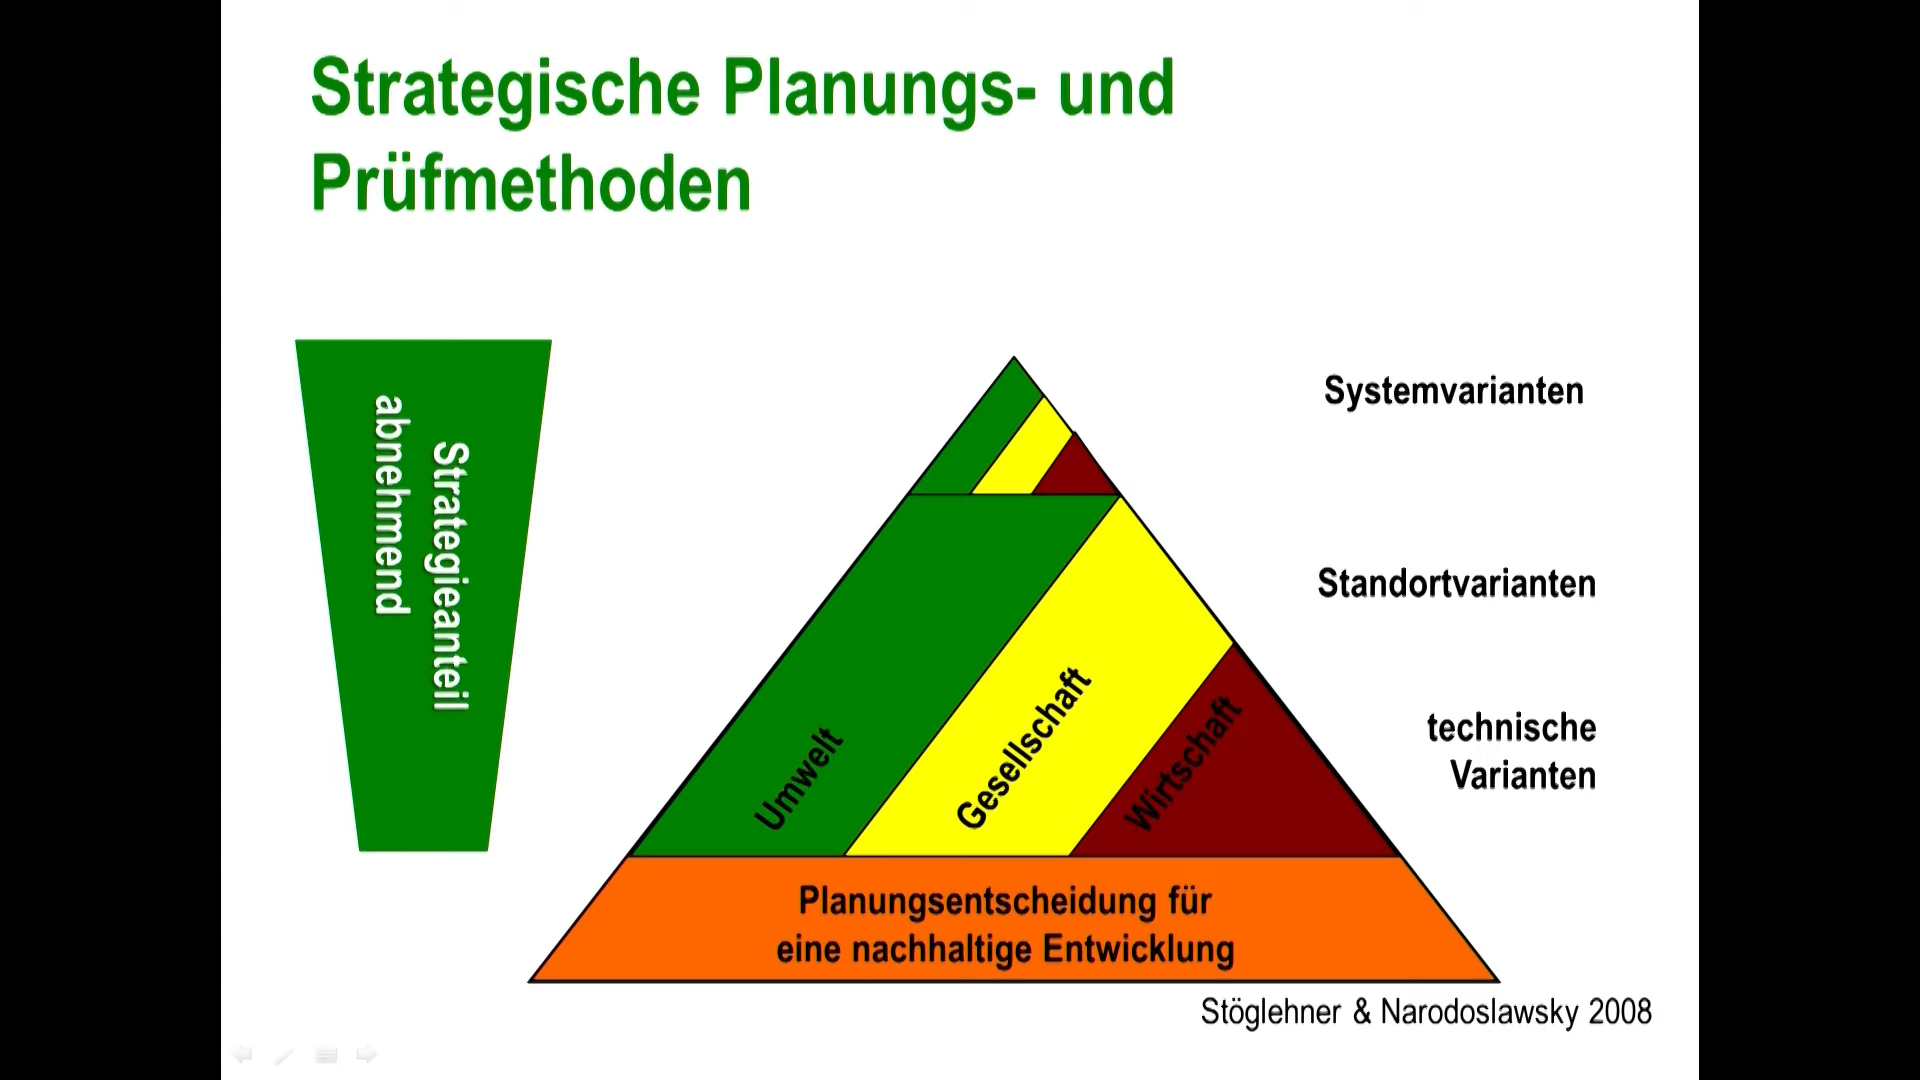 Strategische Planungs- und
Prüfmethoden
Strategieanteil
abnehmend
Systemvarianten
Standortvarianten
technische
Varianten
Umwelt
Gesellschaft
Wirtschaft
Planungsentscheidung für
eine nachhaltige Entwicklung
Stöglehner & Narodoslawsky 2008